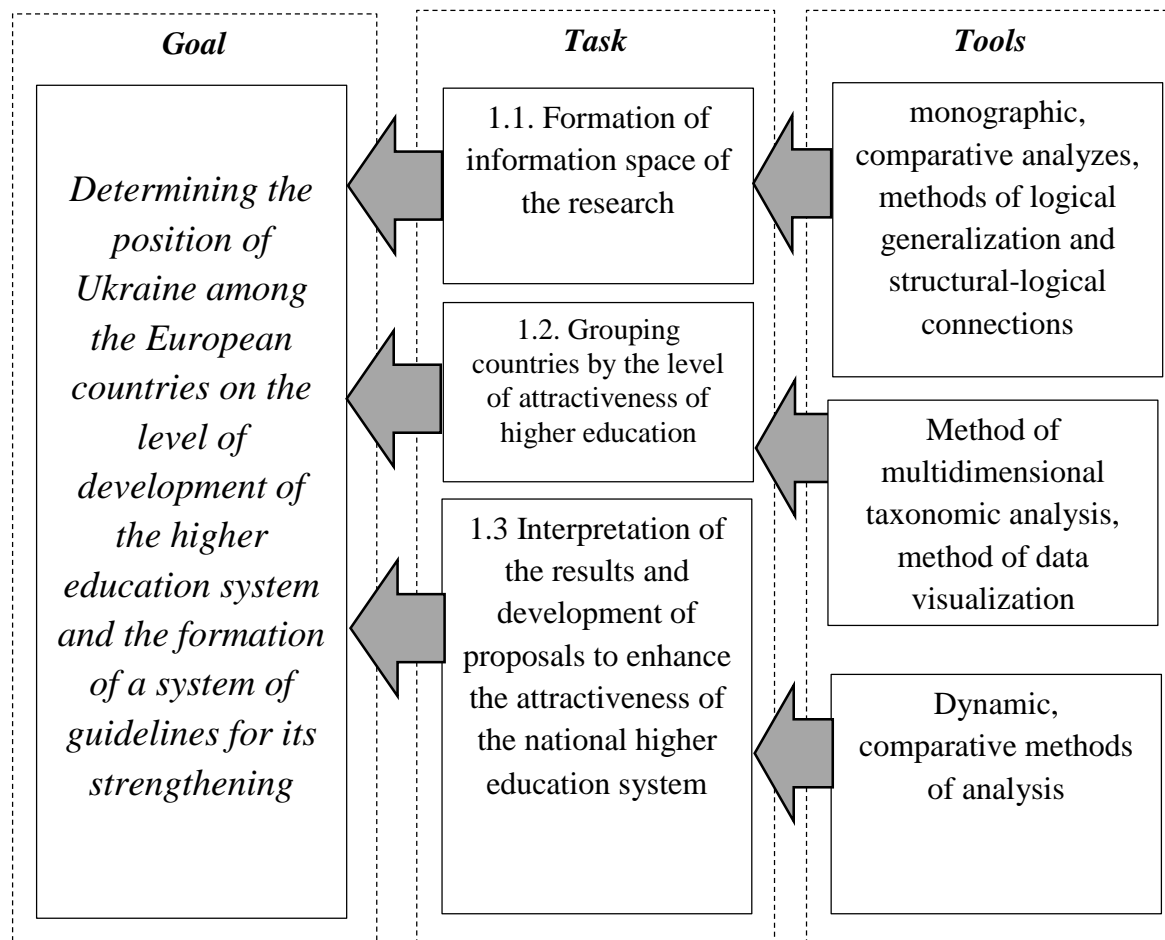 Goal
Determining the
position of
Ukraine among
the European
countries on the
level of
development of
the higher
education system
and the formation
of a system of
guidelines for its
strengthening
Task
1.1. Formation of
information space of
the research
1.2. Grouping
countries by the level
of attractiveness of
higher education
1.3 Interpretation of
the results and
development of
proposals to enhance
the attractiveness of
the national higher
education system
Tools
monographic,
comparative analyzes,
methods of logical
generalization and
structural-logical
connections
Method of
multidimensional
taxonomic analysis,
method of data
visualization
Dynamic,
comparative methods
of analysis